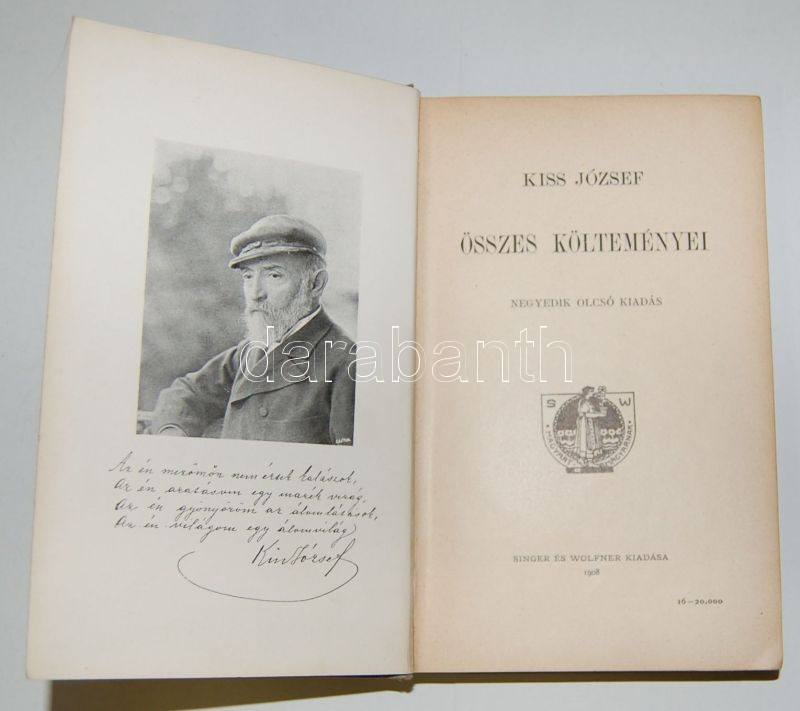 Az én mezőmön nem érsek kalászok,
Az én aratásom egy marék virág,
Az én gyönyöröm az álomlátások,
Az én világom egy álomvilág
Kiss József
KISS JÓZSEF
ÖSSZES KÖLTEMÉNYEI
NEGYEDIK OLCSÓ KIADÁS
S W
SINGER ÉS WOLFNER KIADÁSA
1908
16—20,000
darabanth